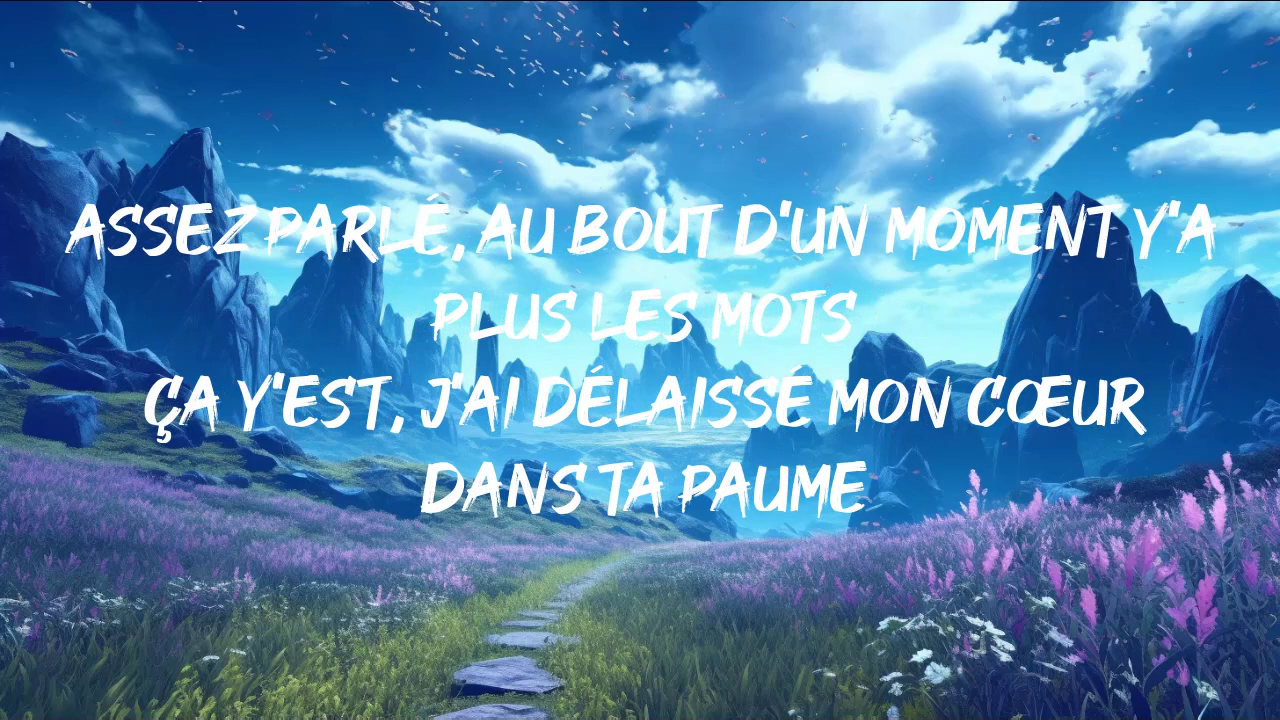 ASSEZ PARLÉ, AU BOUT D'UN MOMENT Y'A
PLUS LES MOTS
ÇA Y'EST, J'AI DÉLAISSÉ MON CŒUR
DANS TA PAUME